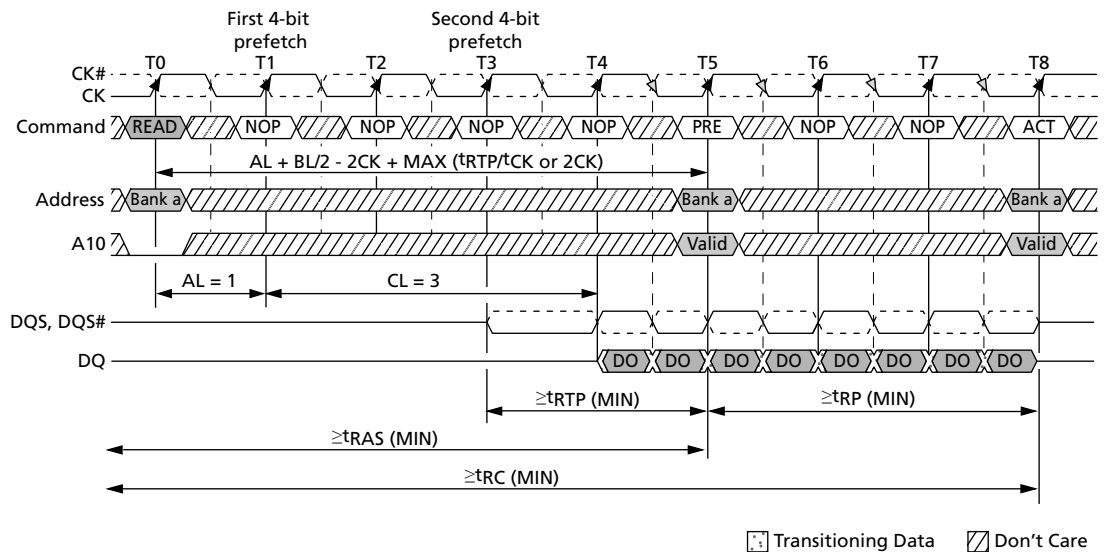 First 4-bit prefetch
Second 4-bit prefetch
T0 T1 T2 T3 T4 T5 T6 T7 T8
CK#
CK
Command READ NOP NOP NOP NOP PRE NOP NOP ACT
AL + BL/2 - 2CK + MAX (tRTP/tCK or 2CK)
Address Bank a Bank a Bank a
A10 Valid Valid
AL = 1 CL = 3
DQS, DQS#
DQ DO DO DO DO DO DO DO DO
≥tRTP (MIN) ≥tRP (MIN)
≥tRAS (MIN)
≥tRC (MIN)
Transitioning Data Don't Care